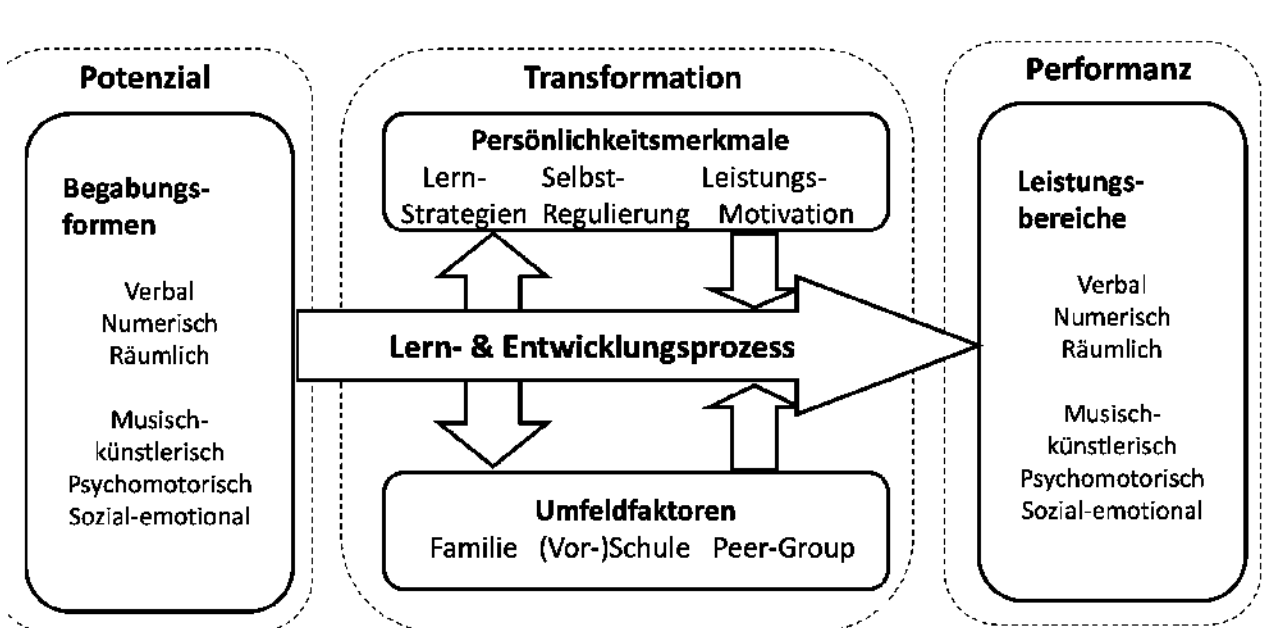 Potenzial
Begabungs-
formen
Verbal
Numerisch
Räumlich
Musisch-
künstlerisch
Psychomotorisch
Sozial-emotional
Transformation
Persönlichkeitsmerkmale
Lern- Selbst- Leistungs-
Strategien Regulierung Motivation
Lern- & Entwicklungsprozess
Umfeldfaktoren
Familie (Vor-)Schule Peer-Group
Performanz
Leistungs-
bereiche
Verbal
Numerisch
Räumlich
Musisch-
künstlerisch
Psychomotorisch
Sozial-emotional